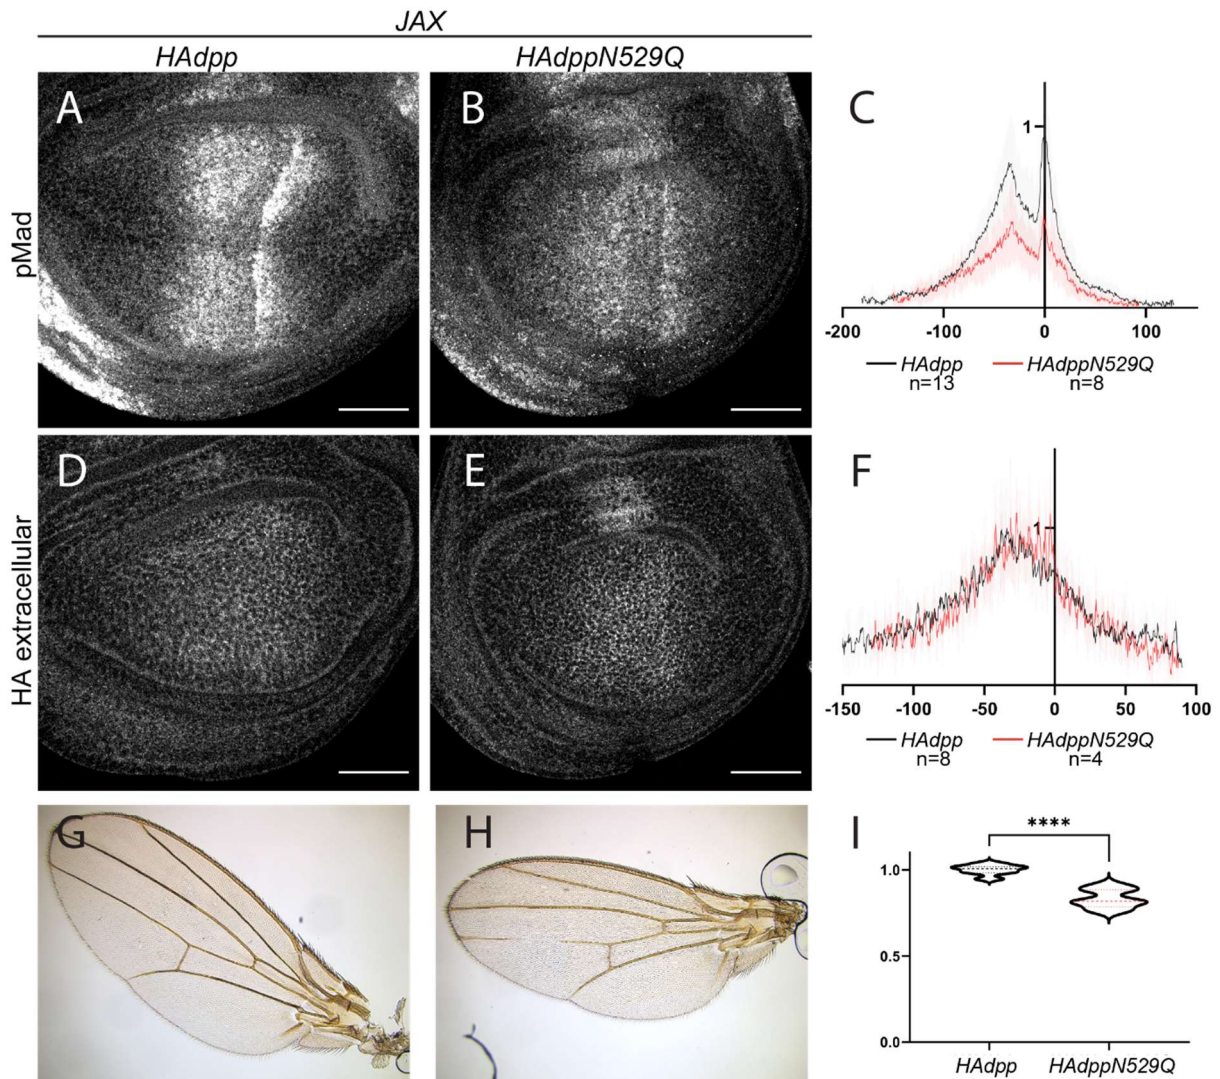 JAX
HAdpp HAdppN529Q
pMad
A B C
1
-200 -100 0 100
HAdpp HAdppN529Q
n=13 n=8
HA extracellular
D E F
1
-150 -100 -50 0 50 100
HAdpp HAdppN529Q
n=8 n=4
G H I
****
1.0
0.5
0.0
HAdpp HAdppN529Q